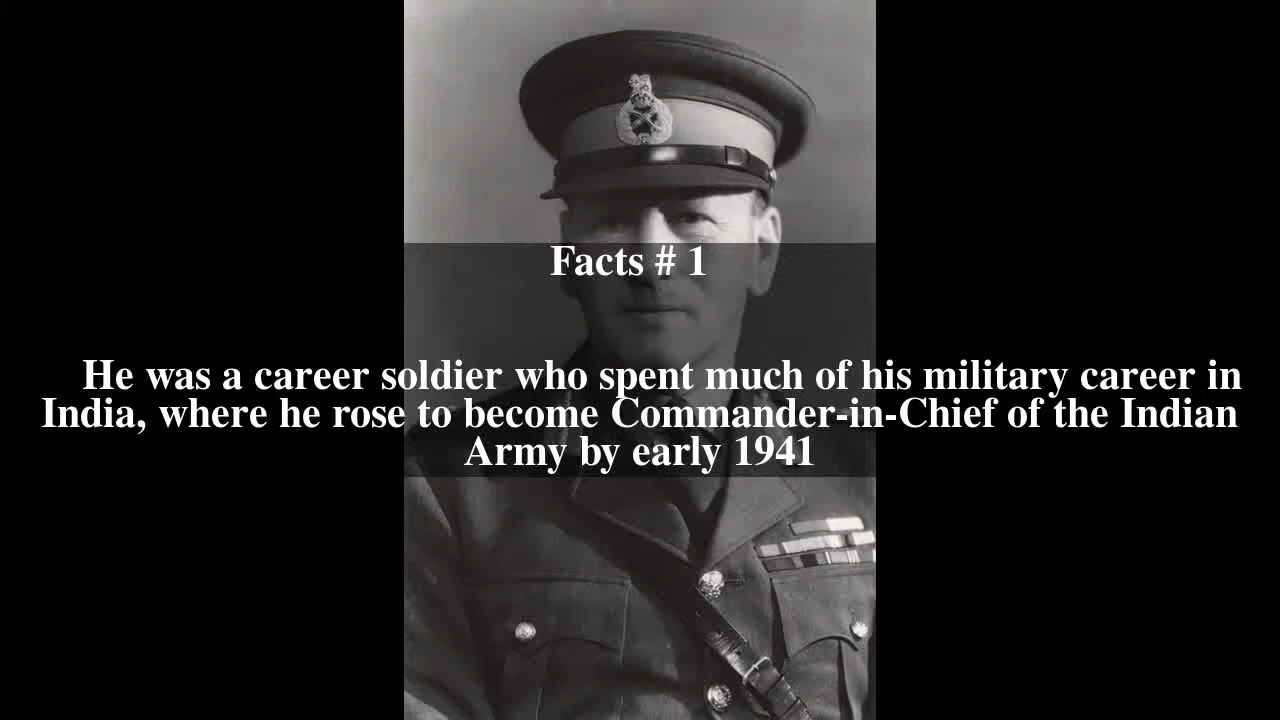 Facts # 1
He was a career soldier who spent much of his military career in
India, where he rose to become Commander-in-Chief of the Indian
Army by early 1941